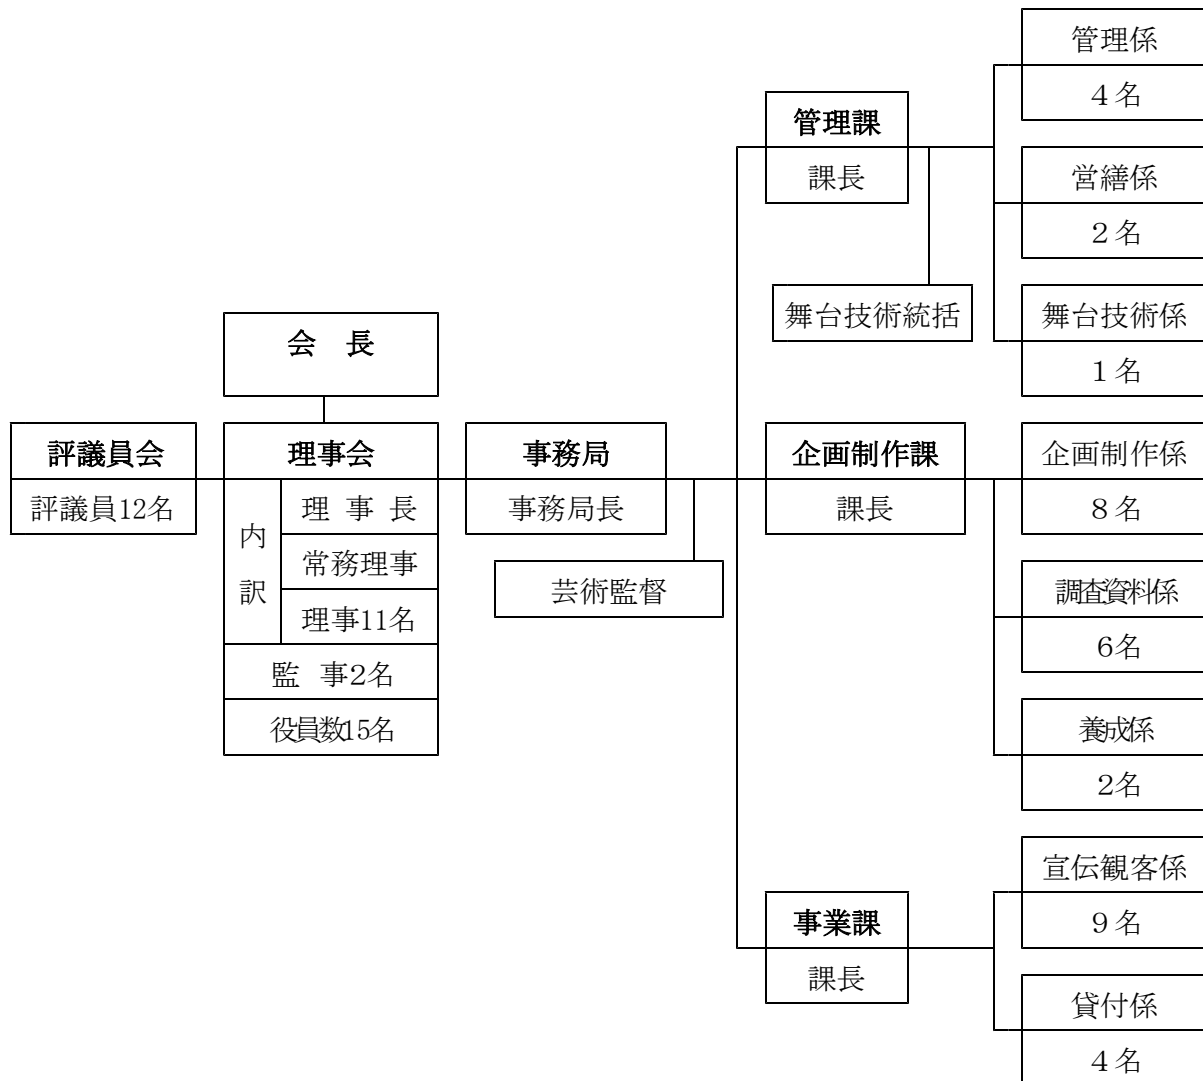 会　長
評議員会
評議員12名
理事会
内訳
理 事 長
常務理事
理事11名
監　事2名
役員数15名
事務局
事務局長
芸術監督
管理課
課長
舞台技術統括
管理係
４名
営繕係
２名
舞台技術係
１名
企画制作課
課長
企画制作係
８名
調査資料係
6名
養成係
2名
事業課
課長
宣伝観客係
９名
貸付係
４名